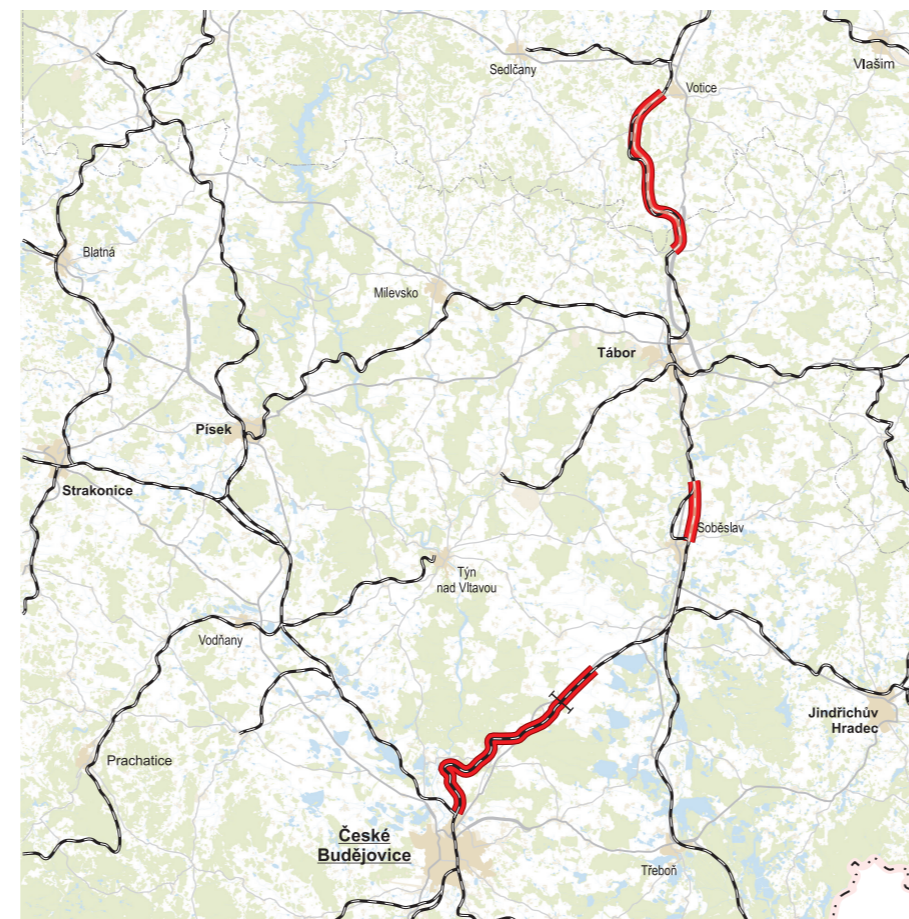 Vlašim
Sedlčany
Votice
Blatná
Milevsko
Tábor
Písek
Strakonice
Soběslav
Týn
nad Vltavou
Vodňany
Jindřichův
Hradec
Prachatice
České
Budějovice
Třeboň